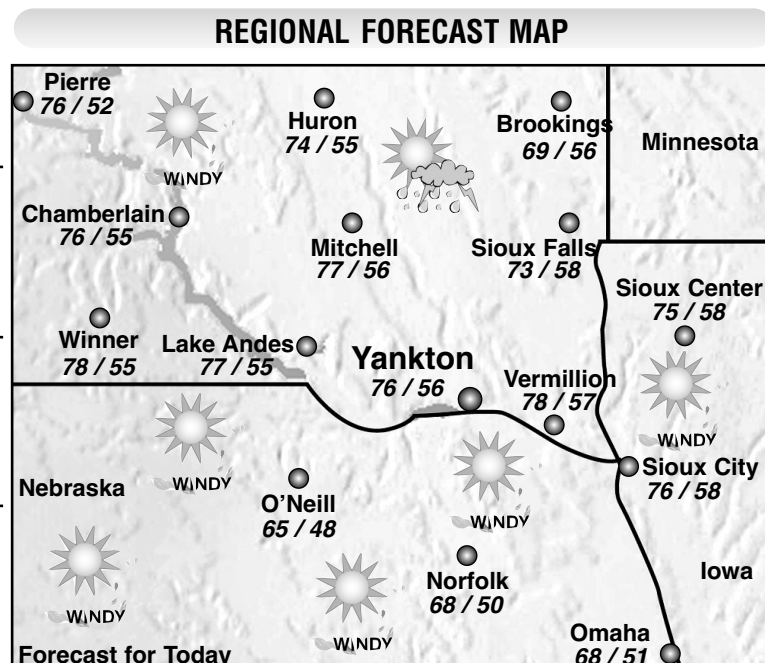 REGIONAL FORECAST MAP
Pierre
76 / 52
Huron
74 / 55
Brookings
69 / 56
Minnesota
WINDY
Chamberlain
76 / 55
Mitchell
77 / 56
Sioux Falls
73 / 58
Sioux Center
75 / 58
Winner
78 / 55
Lake Andes
77 / 55
Yankton
76 / 56
Vermillion
78 / 57
WINDY
Sioux City
76 / 58
Nebraska
WINDY
O'Neill
65 / 48
WINDY
Norfolk
68 / 50
Iowa
WINDY
WINDY
Omaha
68 / 51
Forecast for Today